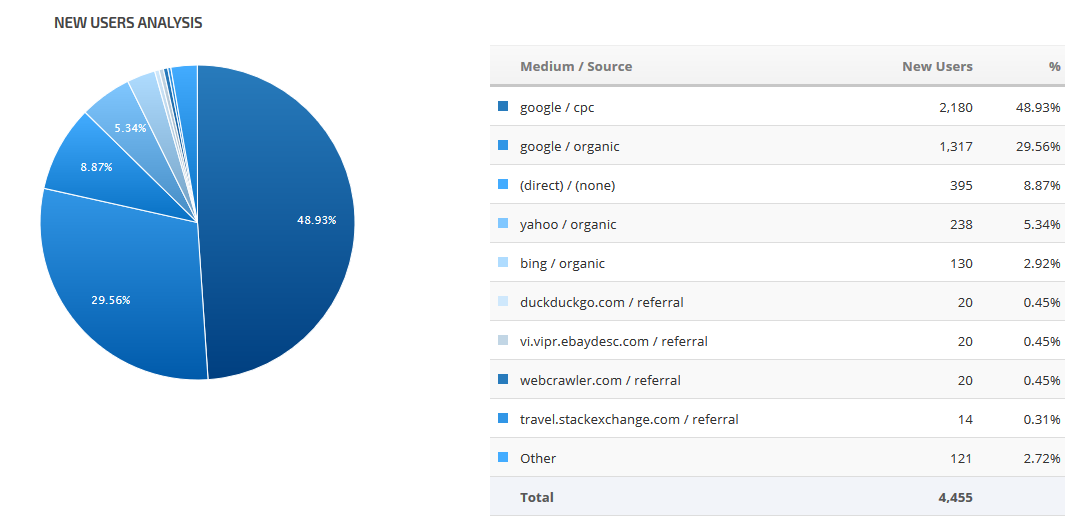 NEW USERS ANALYSIS
48.93%
29.56%
8.87%
5.34%
Medium / Source New Users %
google / cpc 2,180 48.93%
google / organic 1,317 29.56%
(direct) / (none) 395 8.87%
yahoo / organic 238 5.34%
bing / organic 130 2.92%
duckduckgo.com / referral 20 0.45%
vi.vipr.ebaydesc.com / referral 20 0.45%
webcrawler.com / referral 20 0.45%
travel.stackexchange.com / referral 14 0.31%
Other 121 2.72%
Total 4,455